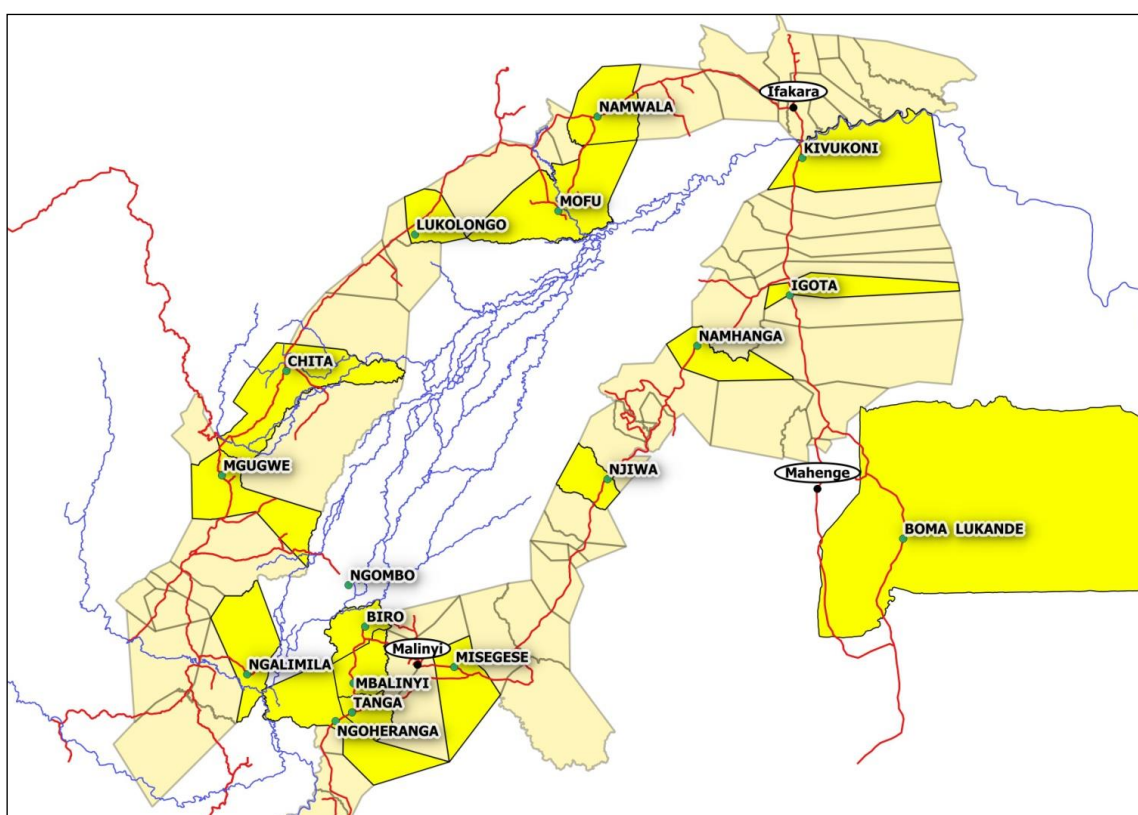 Ifakara
NAMWALA
KIVUKONI
MOFU
LUKOLONGO
IGOTA
NAMHANGA
CHITA
MGUGWE
NJIWA
Mahenge
BOMA LUKANDE
NGOMBO
BIRO
Malinyi
MISEGESE
NGALIMILA
MBALINYI
TANGA
NGOHERANGA